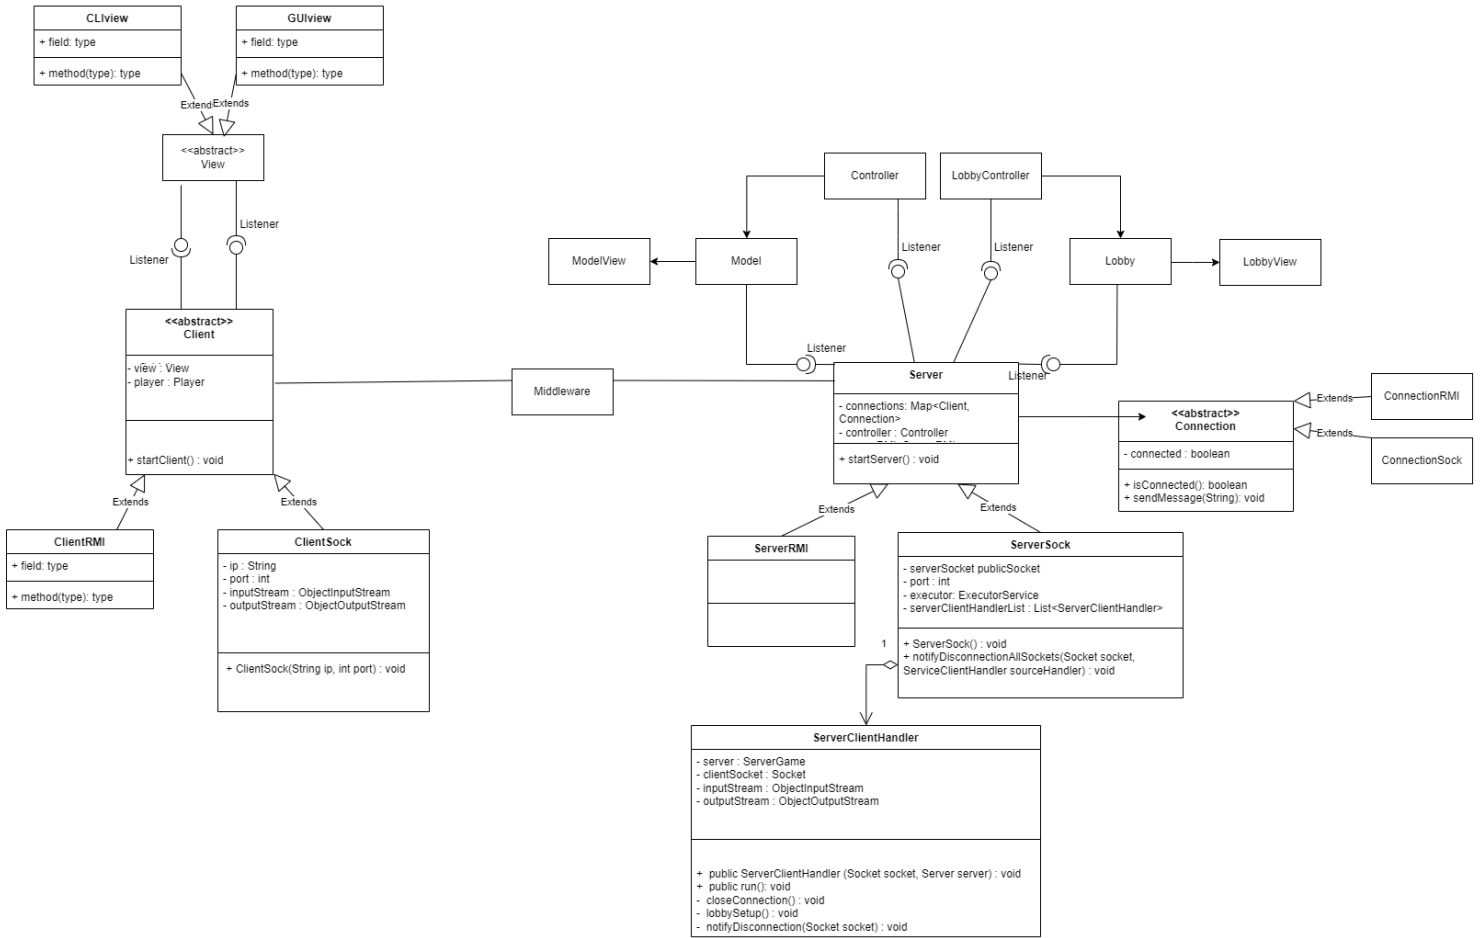 CLIview
+ field: type
+ method(type): type
GUIview
+ field: type
+ method(type): type
Extends
Extends
<<abstract>>
View
Listener
Listener
<<abstract>>
Client
- view : View
- player : Player
+ startClient() : void
Extends
Extends
ClientRMI
+ field: type
+ method(type): type
ClientSock
- ip : String
- port : int
- inputStream : ObjectInputStream
- outputStream : ObjectOutputStream
+ ClientSock(String ip, int port) : void
Middleware
Controller
LobbyController
Listener
Listener
ModelView
Model
Lobby
LobbyView
Listener
Listener
Server
- connections: Map<Client,
Connection>
- controller : Controller
+ startServer() : void
<<abstract>>
Connection
- connected : boolean
+ isConnected(): boolean
+ sendMessage(String): void
Extends
Extends
ConnectionRMI
ConnectionSock
Extends
Extends
ServerRMI
ServerSock
- serverSocket publicSocket
- port : int
- executor: ExecutorService
- serverClientHandlerList : List<ServerClientHandler>
+ ServerSock() : void
+ notifyDisconnectionAllSockets(Socket socket,
ServiceClientHandler sourceHandler) : void
1
ServerClientHandler
- server : ServerGame
- clientSocket : Socket
- inputStream : ObjectInputStream
- outputStream : ObjectOutputStream
+ public ServerClientHandler (Socket socket, Server server) : void
+ public run(): void
- closeConnection() : void
- lobbySetup() : void
- notifyDisconnection(Socket socket) : void